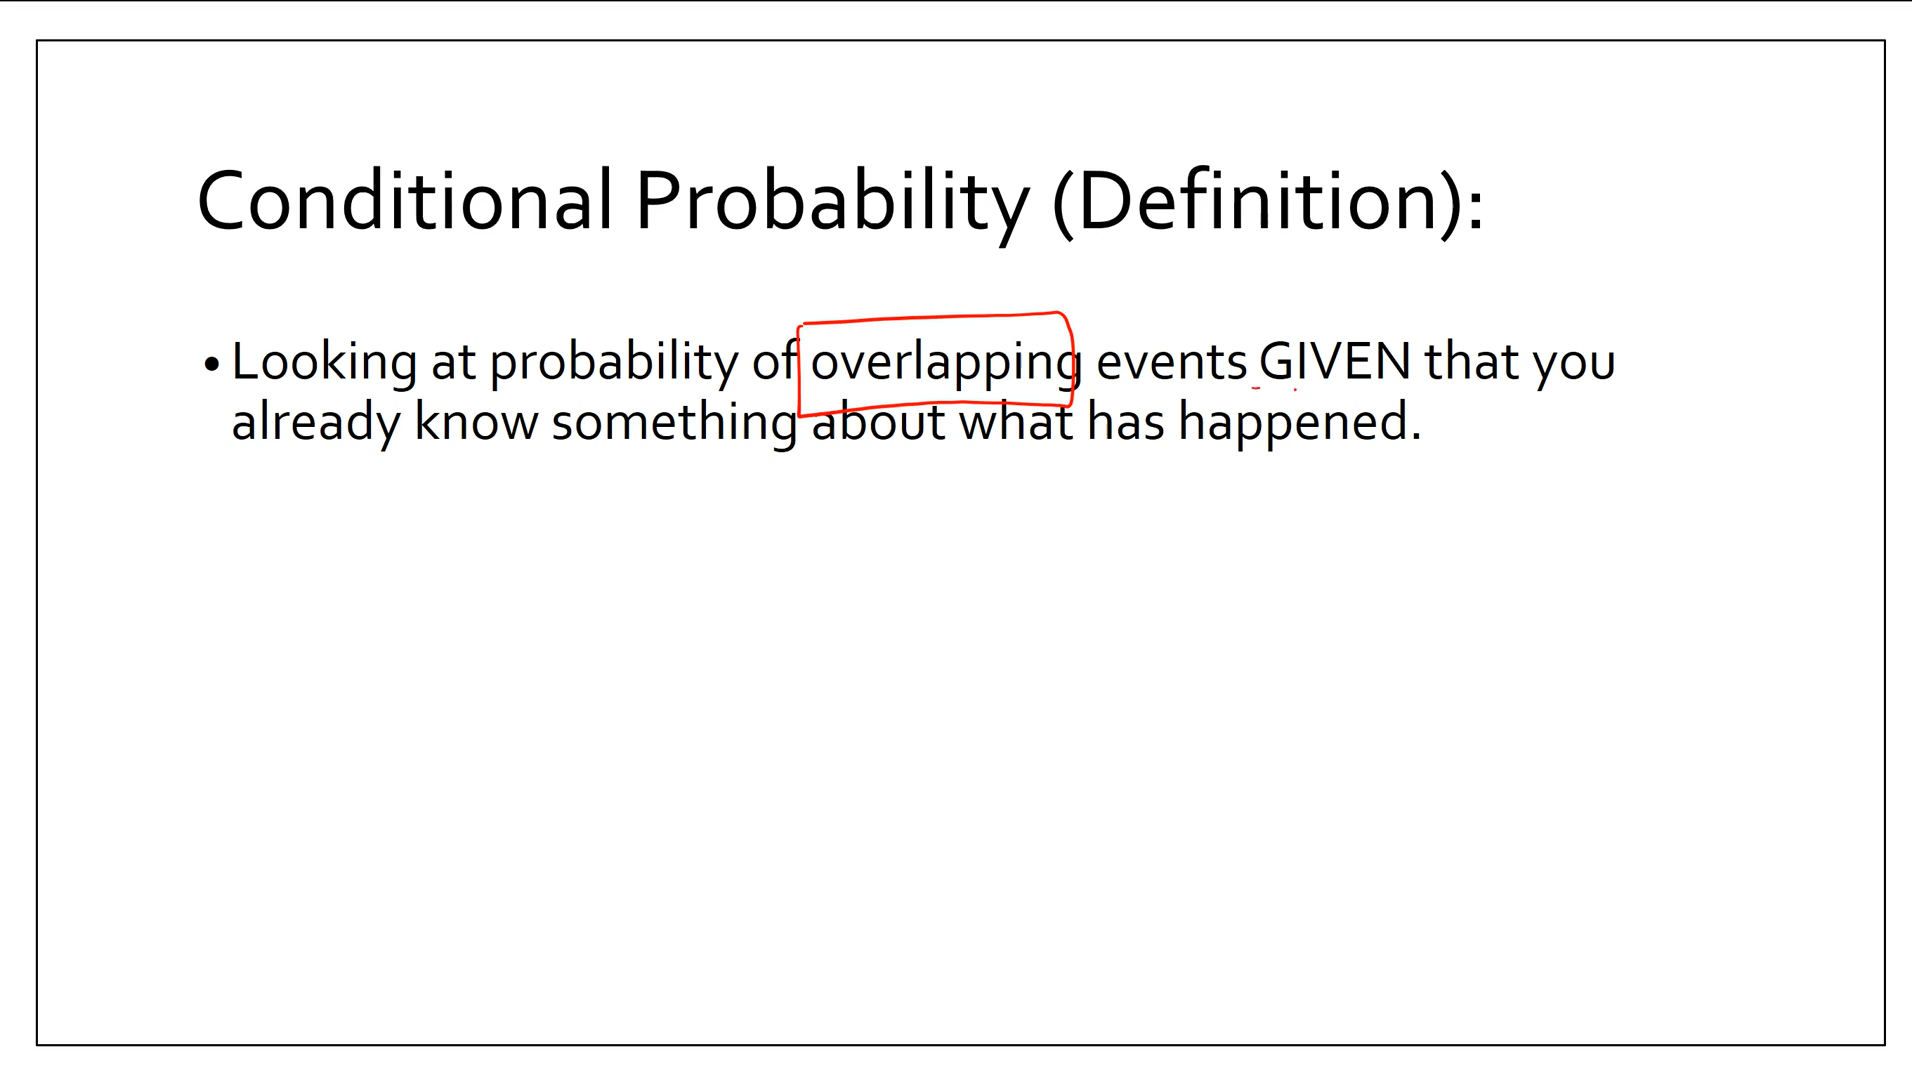 Conditional Probability (Definition):
• Looking at probability of overlapping events GIVEN that you
already know something about what has happened.